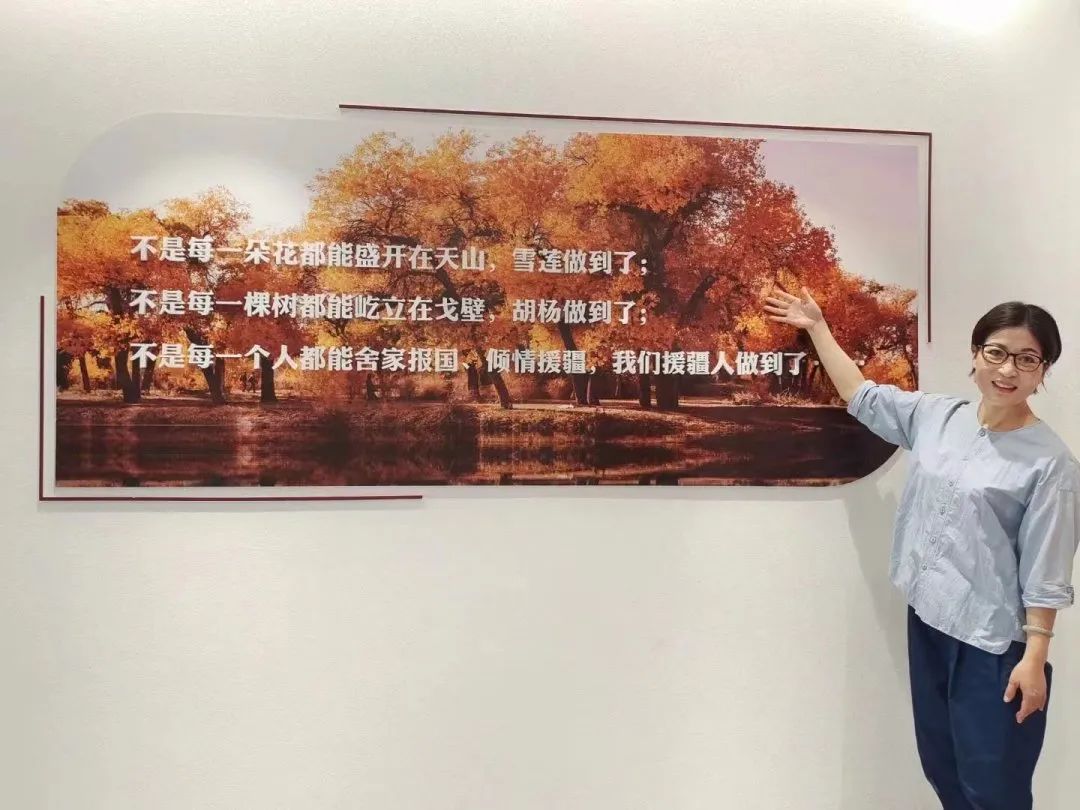 不是每一朵花都能盛开在天山，雪莲做到了；
不是每一棵树都能屹立在戈壁，胡杨做到了；
不是每一个人都能舍家报国、倾情援疆，我们援疆人做到了